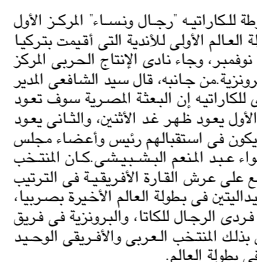 رطة للكاراتيه "رجال ونساء" المركز الأول
لة العالم الأولى للأندية التى أقيمت بتركيا
نوفمبر، وجاء نادى الإنتاج الحربى المركز
رونزية.من جانبه، قال سيد الشافعى المدير
ى للكاراتيه إن البعثة المصرية سوف تعود
الأول يعود ظهر غد الأثنين، والثانى يعود
يكون فى استقبالهم رئيس وأعضاء مجلس
واء عبد المنعم البشبيشى.كان المنتخب
ع على عرش القارة الأفريقية فى الترتيب
يداليتين فى بطولة العالم الأخيرة بصربيا،
فردى الرجال للكاتا، والبرونزية فى فريق
بذلك المنتخب العربى والأفريقى الوحيد
فى بطولة العالم.